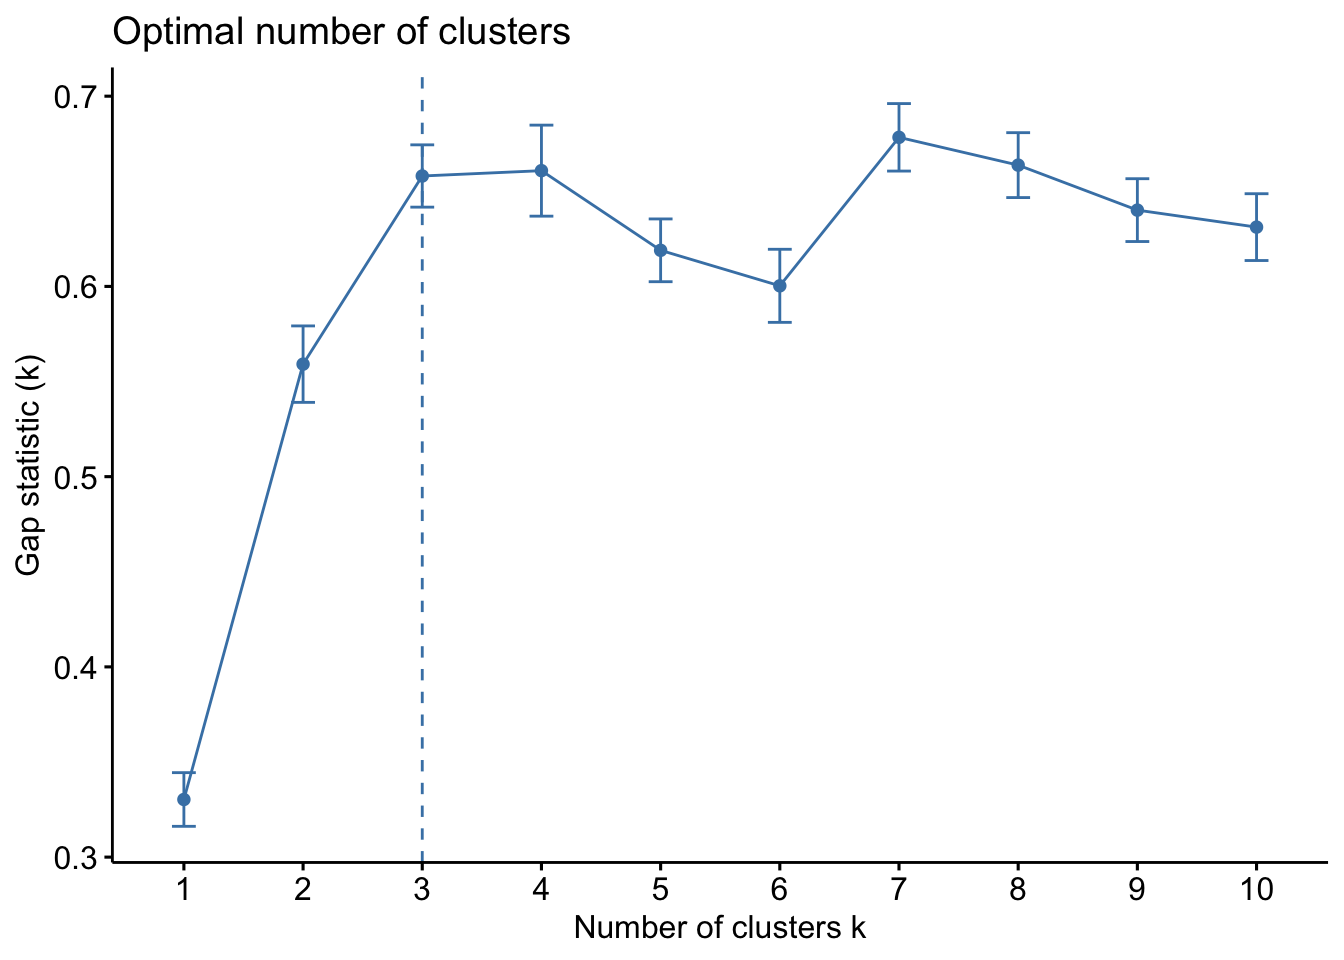 Optimal number of clusters
0.7
0.6
0.5
0.4
0.3
Gap statistic (k)
1 2 3 4 5 6 7 8 9 10
Number of clusters k